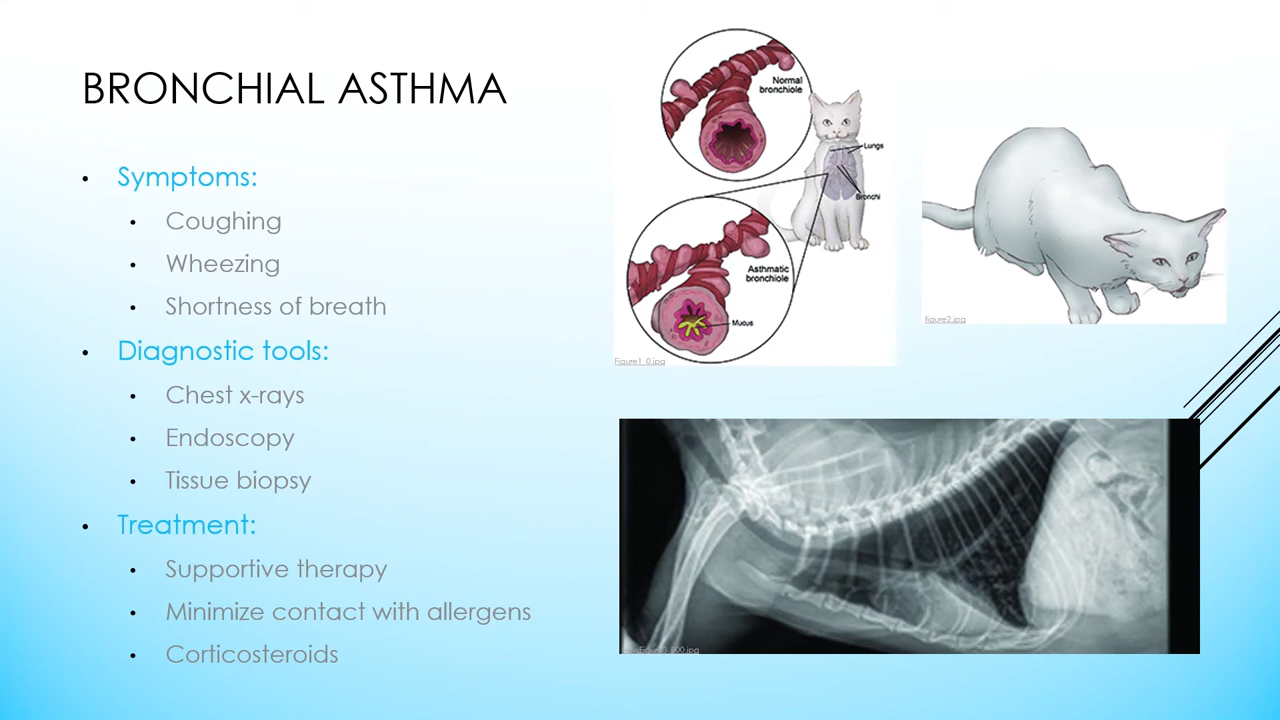 BRONCHIAL ASTHMA
• Symptoms:
• Coughing
• Wheezing
• Shortness of breath
• Diagnostic tools:
• Chest x-rays
• Endoscopy
• Tissue biopsy
• Treatment:
• Supportive therapy
• Minimize contact with allergens
• Corticosteroids
Normal
bronchiole
Lungs
Bronchi
Asthmatic
bronchiole
Mucus
Figure1_0.jpg
Figure2.jpg